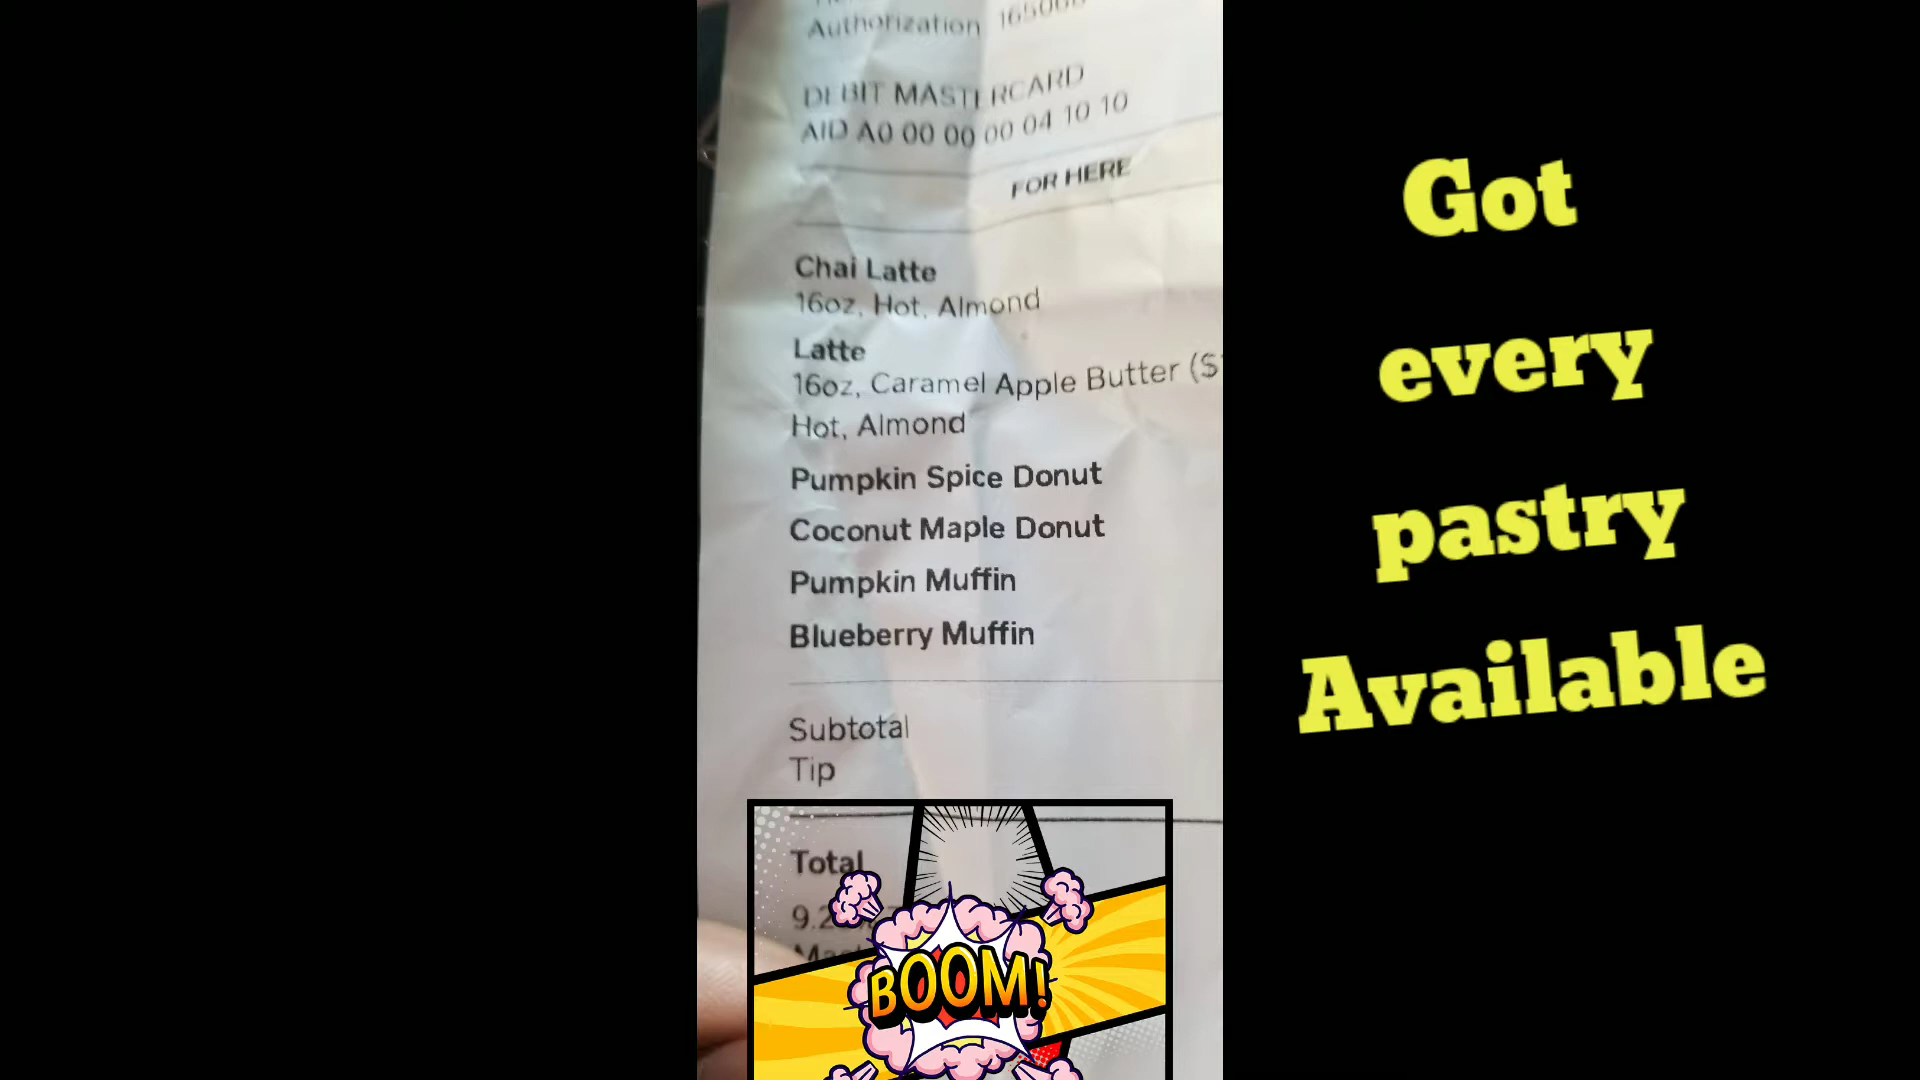 Authorization
DEBIT MASTERCARD
AID A0 00 00 00 04 10 10
FOR HERE
Chai Latte
16oz, Hot, Almond
Latte
16oz, Caramel Apple Butter ($
Hot, Almond
Pumpkin Spice Donut
Coconut Maple Donut
Pumpkin Muffin
Blueberry Muffin
Subtotal
Tip
Total
BOOM!
Got
every
pastry
Available